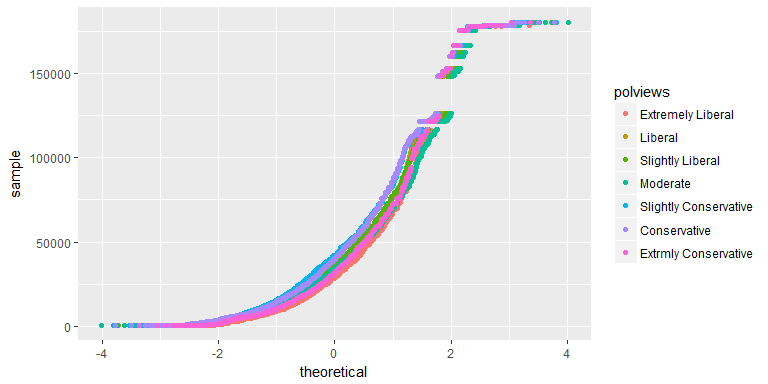 150000
100000
50000
0
sample
-4
-2
0
2
4
theoretical
polviews
Extremely Liberal
Liberal
Slightly Liberal
Moderate
Slightly Conservative
Conservative
Extrmly Conservative